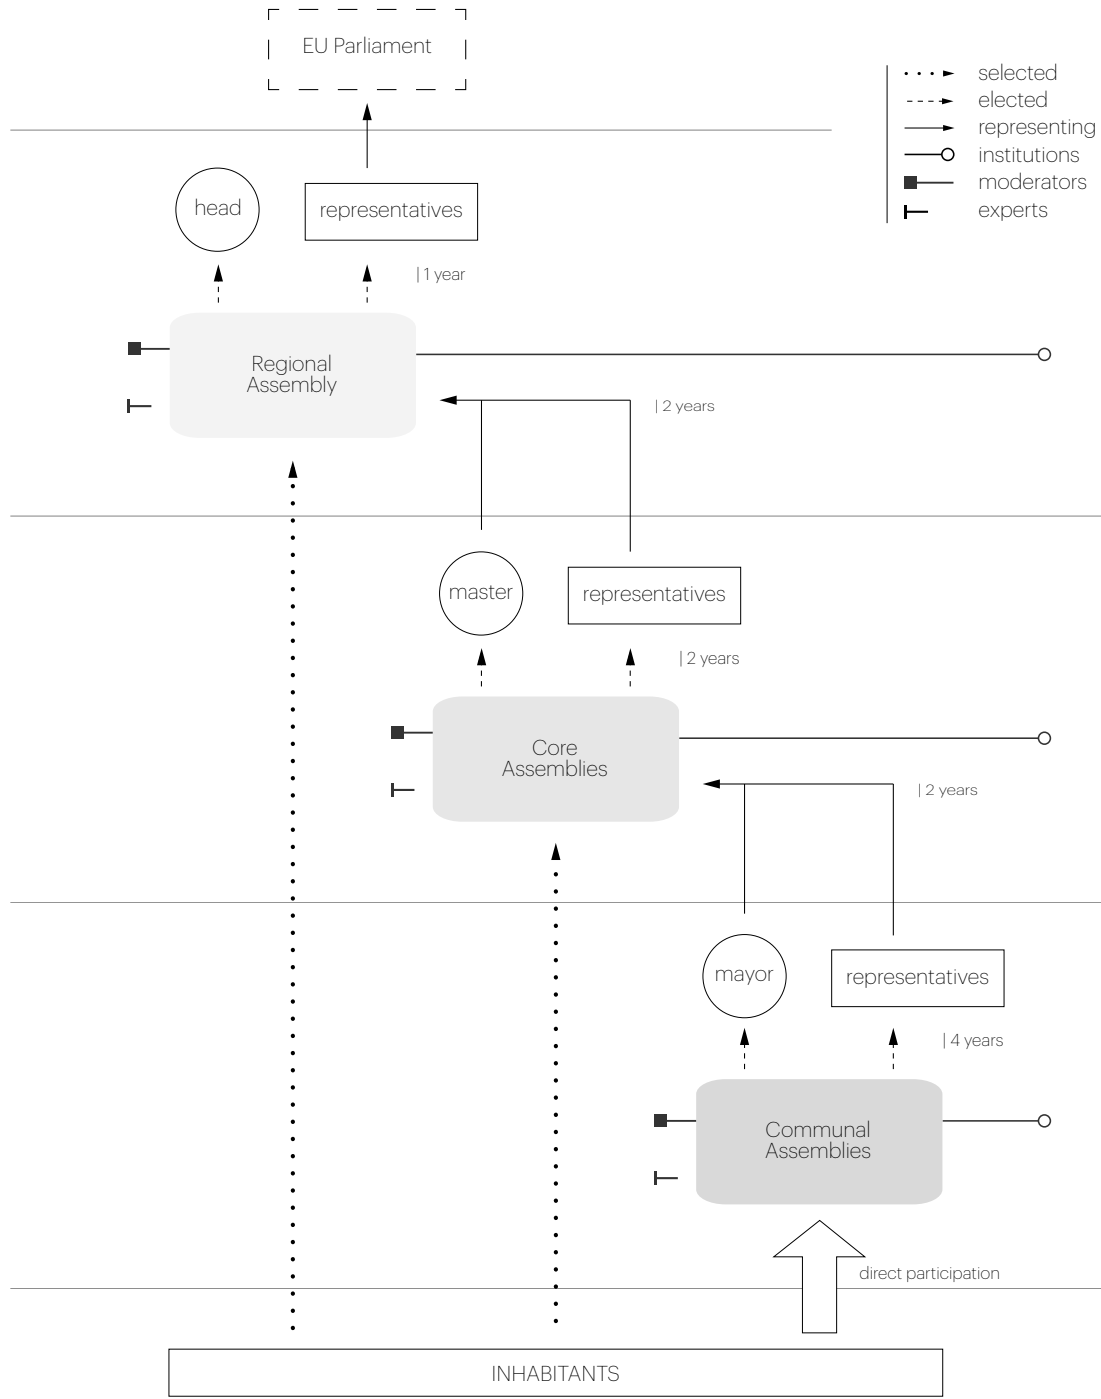 EU Parliament
selected
elected
representing
institutions
moderators
experts
head
representatives
| 1 year
Regional
Assembly
| 2 years
master
representatives
| 2 years
Core
Assemblies
| 2 years
mayor
representatives
| 4 years
Communal
Assemblies
direct participation
INHABITANTS